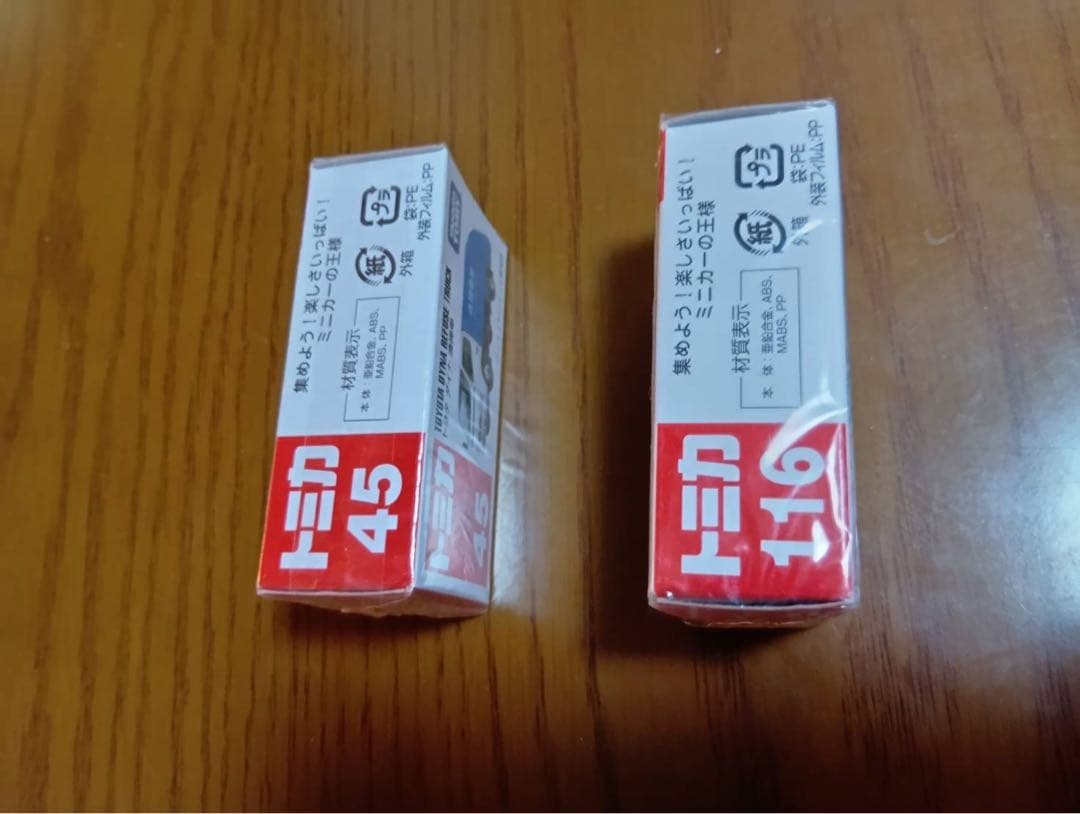 集めよう!楽しさいっぱい!
ミニカーの王様
材質表示
本 体:亜鉛合金、ABS、
MABS、PP
紙
外箱
プラ
袋:PE
外装フィルム:PP
トミカ
45
TOYOTA DYNA REFUSE TRUCK
トミカ
45
集めよう!楽しさいっぱい!
ミニカーの王様
材質表示
本 体:亜鉛合金、ABS、
MABS、PP
紙
外箱
プラ
袋:PE
外装フィルム:PP
トミカ
116